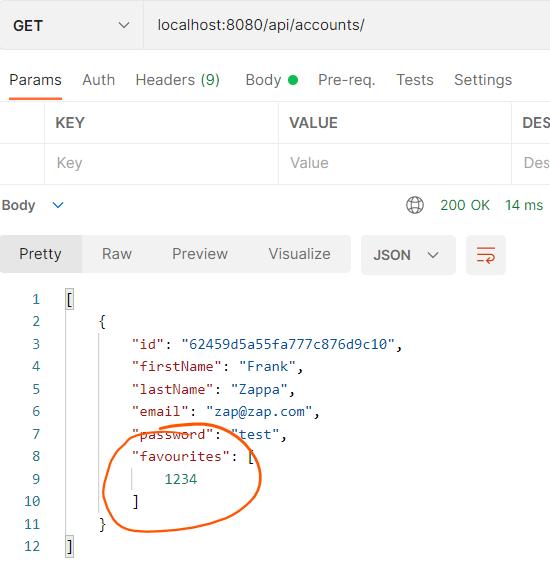 GET localhost:8080/api/accounts/
Params Auth Headers (9) Body Pre-req. Tests Settings
KEY VALUE DES
Key Value Des
Body 200 OK 14 ms
Pretty Raw Preview Visualize JSON
1 [
2 {
3 "id": "62459d5a55fa777c876d9c10",
4 "firstName": "Frank",
5 "lastName": "Zappa",
6 "email": "zap@zap.com",
7 "password": "test",
8 "favourites": [
9 1234
10 ]
11 }
12 ]